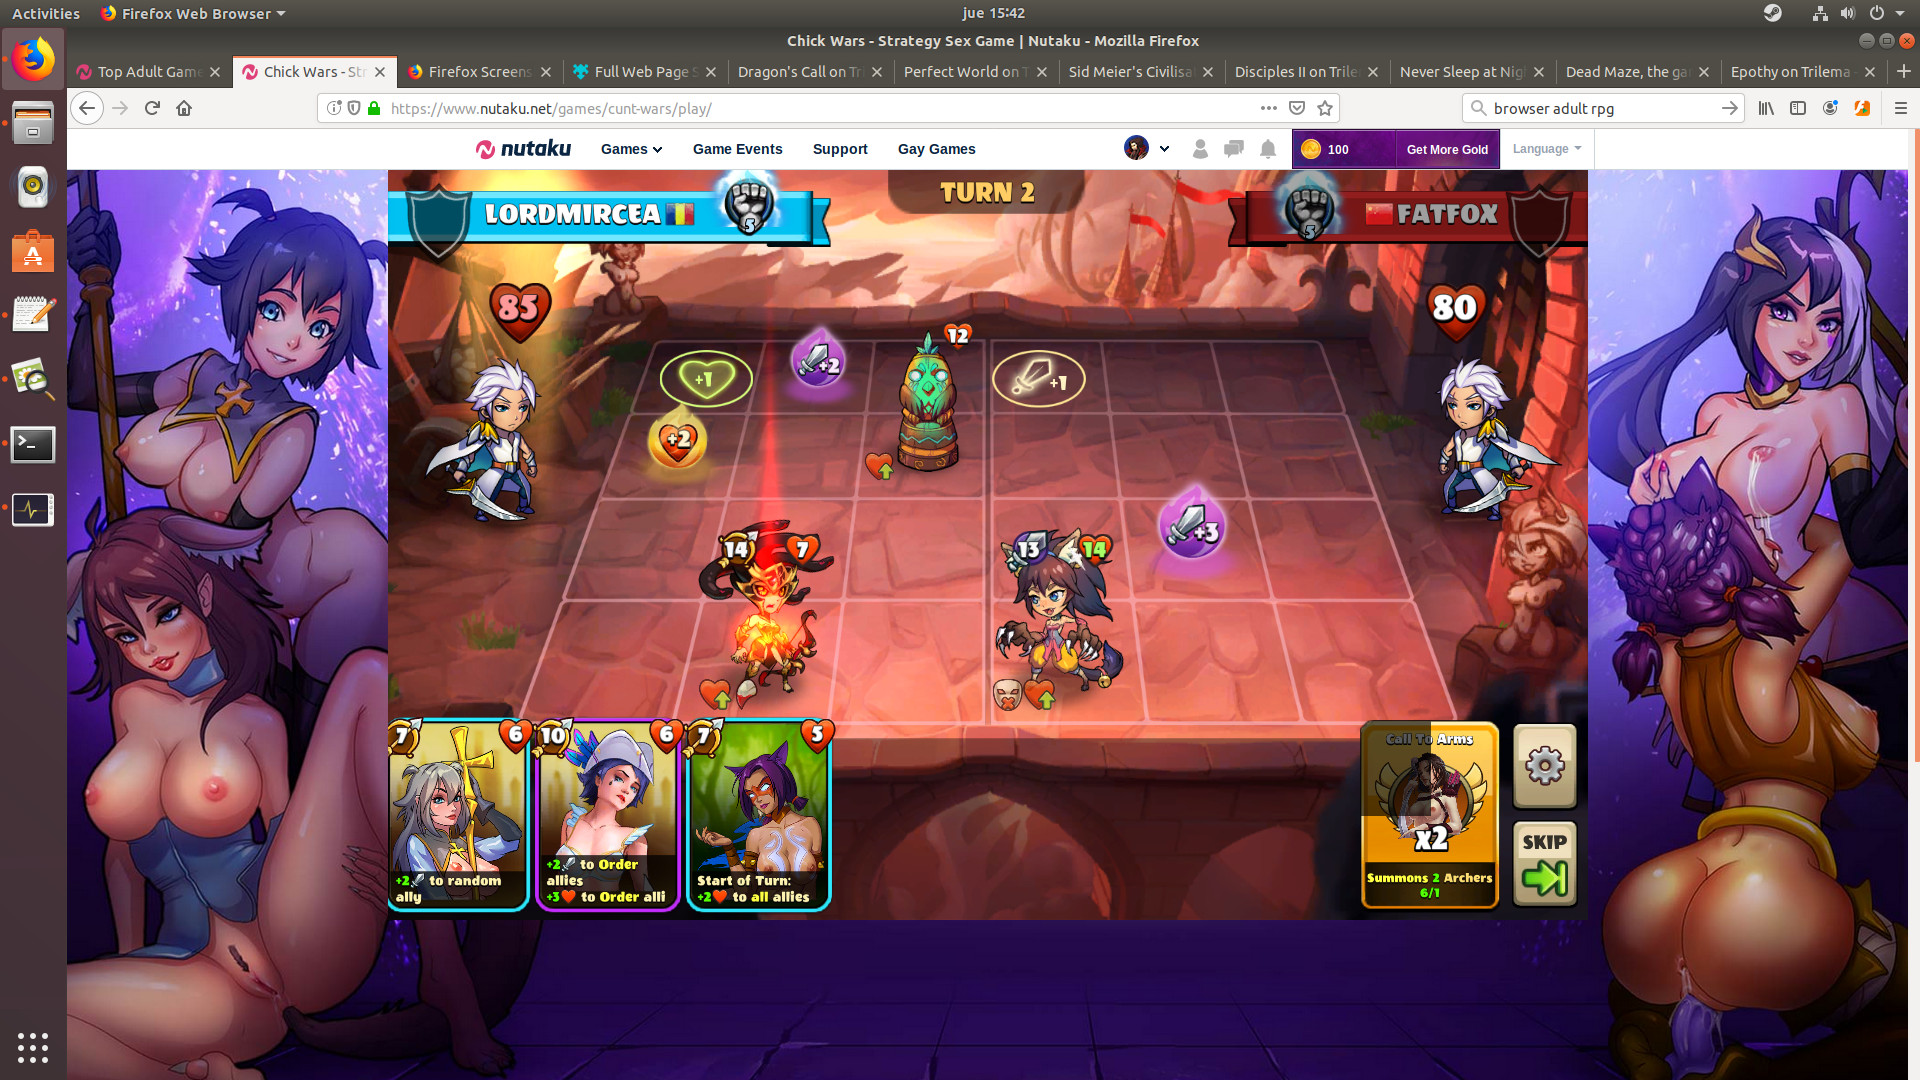 Activities
Firefox Web Browser
jue 15:42
Chick Wars - Strategy Sex Game | Nutaku - Mozilla Firefox
Top Adult Game
Chick Wars - Str
Firefox Screens
Full Web Page S
Dragon's Call on Tri
Perfect World on T
Sid Meier's Civilisa
Disciples II on Trile
Never Sleep at Nig
Dead Maze, the ga
Epothy on Trilema -
https://www.nutaku.net/games/cunt-wars/play/
browser adult rpg
nutaku
Games
Game Events
Support
Gay Games
100
Get More Gold
Language
LORDMIRCEA
5
TURN 2
5
FATFOX
85
80
+1
+2
12
+1
+2
+3
14
7
13
14
7
6
+2 to random
ally
10
6
+2 to Order
allies
+3 to Order alli
7
5
Start of Turn:
+2 to all allies
Call To Arms
x2
Summons 2 Archers
6/1
SKIP